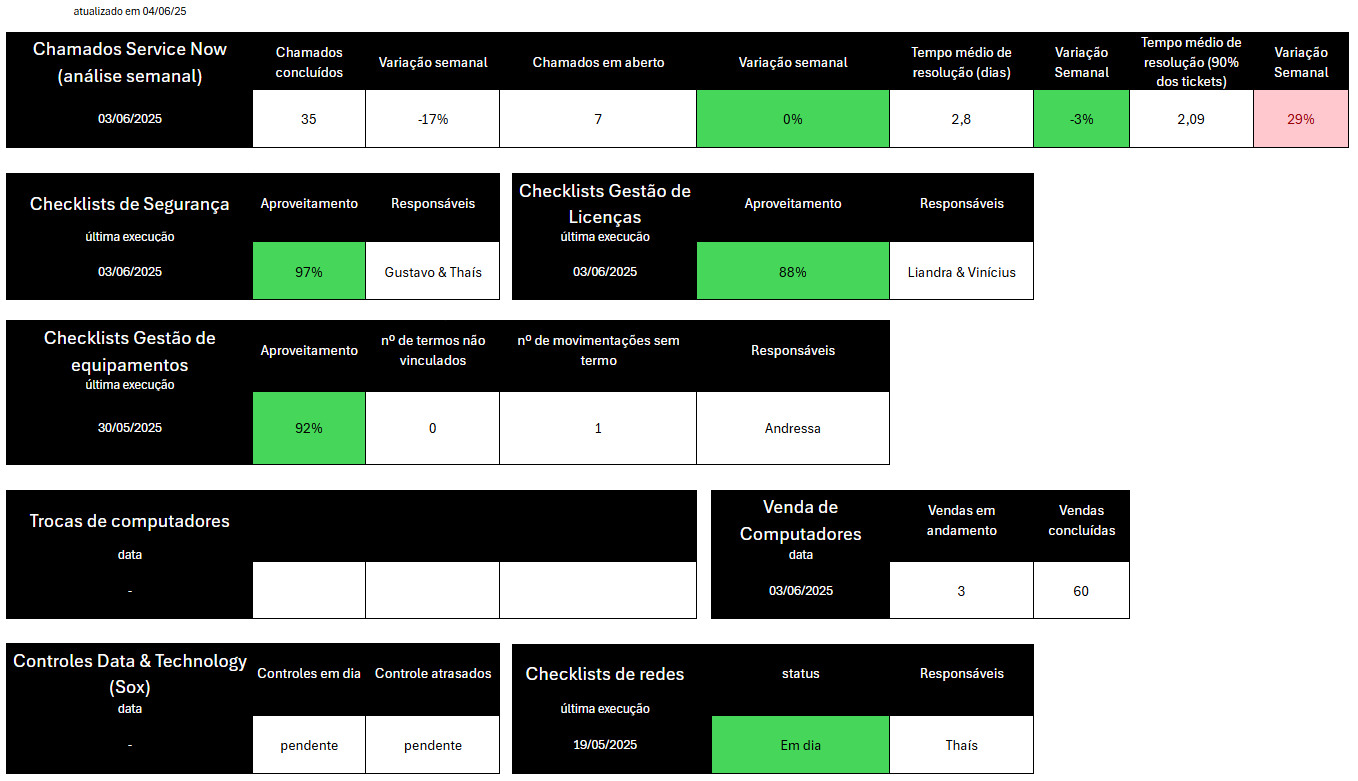 atualizado em 04/06/25
Chamados Service Now
(análise semanal)
Chamados
concluídos
Variação semanal
Chamados em aberto
Variação semanal
Tempo médio de
resolução (dias)
Variação
Semanal
Tempo médio de
resolução (90%
dos tickets)
Variação
Semanal
03/06/2025
35
-17%
7
0%
2,8
-3%
2,09
29%
Checklists de Segurança
última execução
Aproveitamento
Responsáveis
03/06/2025
97%
Gustavo & Thaís
Checklists Gestão de
Licenças
última execução
Aproveitamento
Responsáveis
03/06/2025
88%
Liandra & Vinícius
Checklists Gestão de
equipamentos
última execução
Aproveitamento
nº de termos não
vinculados
nº de movimentações sem
termo
Responsáveis
30/05/2025
92%
0
1
Andressa
Trocas de computadores
data
-
Venda de
Computadores
data
Vendas em
andamento
Vendas
concluídas
03/06/2025
3
60
Controles Data & Technology
(Sox)
data
Controles em dia
Controle atrasados
-
pendente
pendente
Checklists de redes
última execução
status
Responsáveis
19/05/2025
Em dia
Thaís